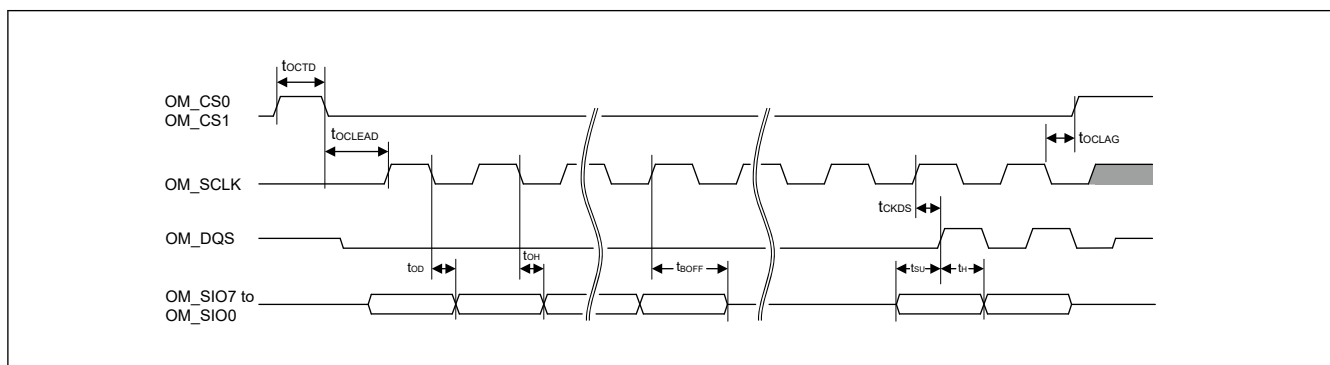 tOCTD
OM_CS0
OM_CS1
tOCLEAD
tOCLAG
OM_SCLK
tCKDS
OM_DQS
tOD
tOH
tBOFF
tSU
tH
OM_SIO7 to
OM_SIO0